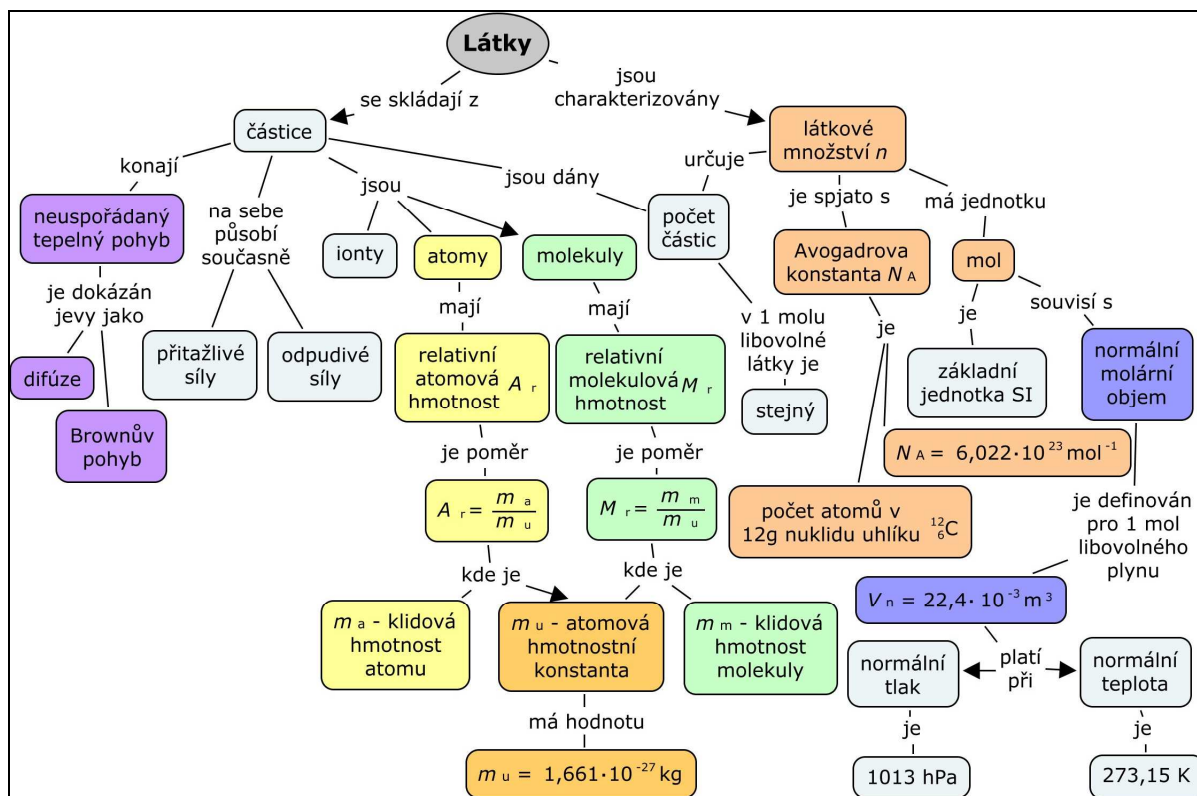 Látky
se skládají z
jsou
charakterizovány
částice
látkové
množství n
konají
jsou
jsou dány
určuje
je spjato s
má jednotku
neuspořádaný
tepelný pohyb
na sebe
působí
současně
ionty
atomy
molekuly
počet
částic
Avogadrova
konstanta N A
mol
je dokázán
jevy jako
mají
mají
v 1 molu
libovolné
látky je
je
je
souvisí s
difúze
Brownův
pohyb
přitažlivé
síly
odpudivé
síly
relativní
atomová A r
hmotnost
relativní
molekulová M r
hmotnost
stejný
základní
jednotka SI
normální
molární
objem
N A = 6,022·10 23 mol -1
je poměr
je poměr
A r = m a / m u
M r = m m / m u
počet atomů v
12g nuklidu uhlíku 12 6 C
je definován
pro 1 mol
libovolného
plynu
kde je
kde je
V n = 22,4· 10 -3 m 3
m a - klidová
hmotnost
atomu
m u - atomová
hmotnostní
konstanta
m m - klidová
hmotnost
molekuly
normální
tlak
platí
při
normální
teplota
má hodnotu
je
je
m u = 1,661·10 -27 kg
1013 hPa
273,15 K